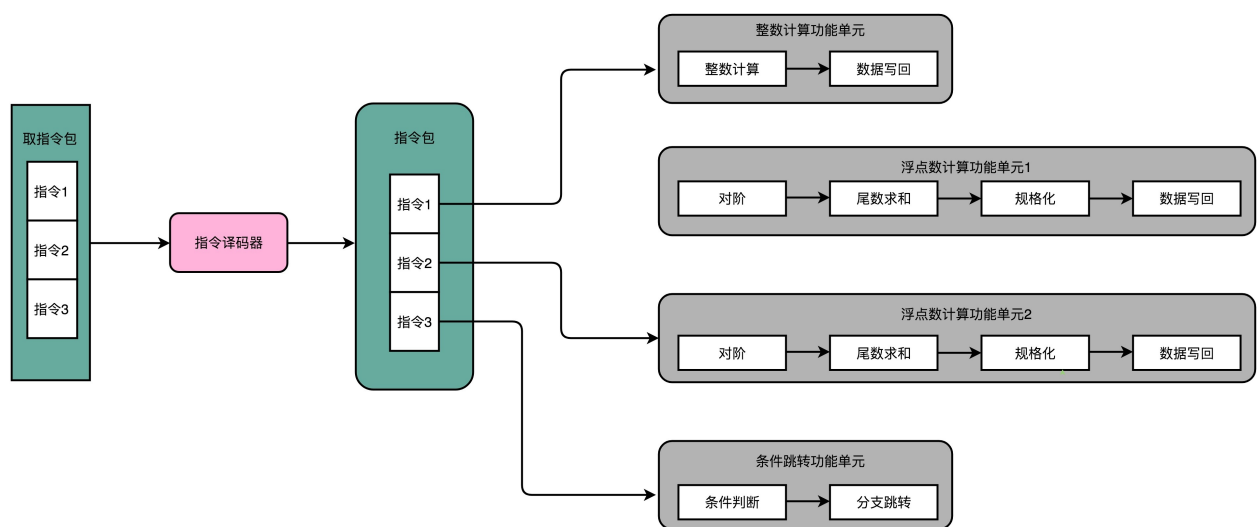 取指令包
指令1
指令2
指令3
指令译码器
指令包
指令1
指令2
指令3
整数计算功能单元
整数计算
数据写回
浮点数计算功能单元1
对阶
尾数求和
规格化
数据写回
浮点数计算功能单元2
对阶
尾数求和
规格化
数据写回
条件跳转功能单元
条件判断
分支跳转